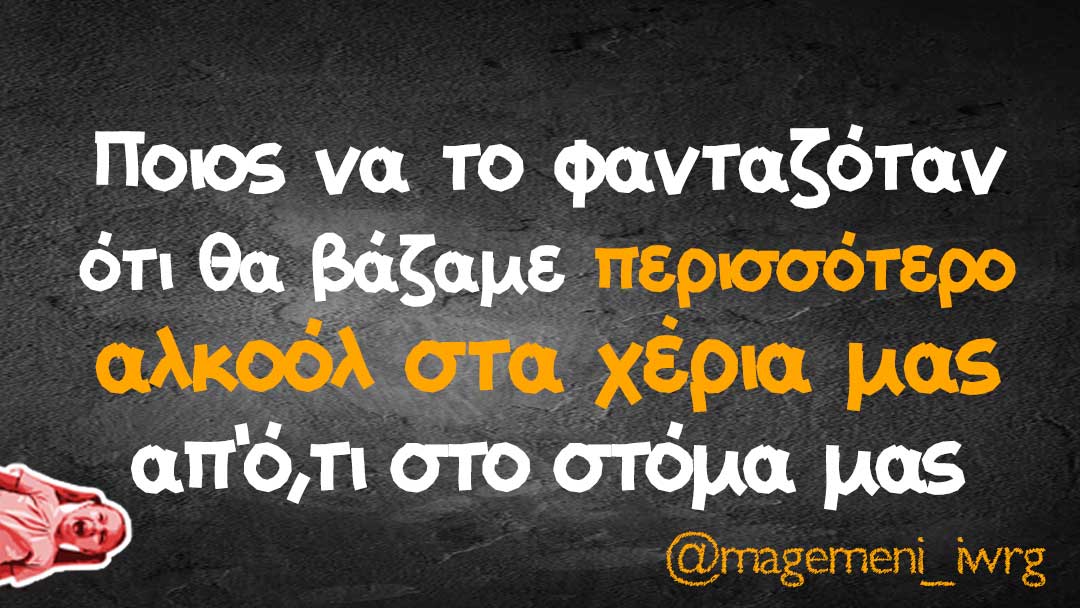 Ποιος να το φανταζόταν
ότι θα βάζαμε περισσότερο
αλκοόλ στα χέρια μας
απ'ό,τι στο στόμα μας
@magemeni_iwrg